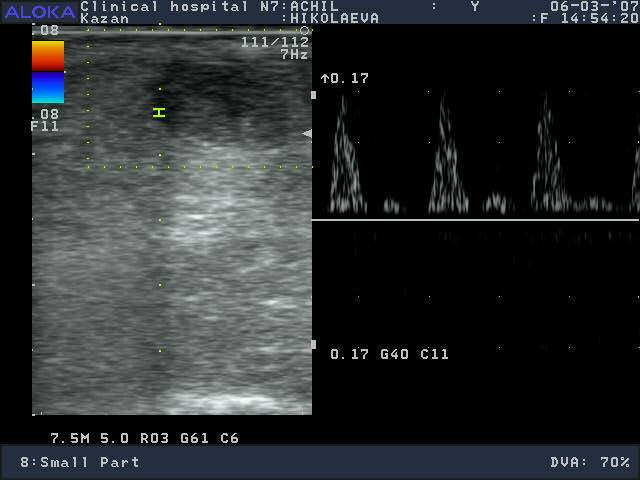 ALOKA Clinical hospital N7:ACHIL : Y 06-03-'07
Kazan :HIKOLAEVA :F 14:54:20
.08
111/112
7Hz
↑0.17
.08
F11
0.17 G40 C11
7.5M 5.0 R03 G61 C6
8:Small Part DVA: 70%